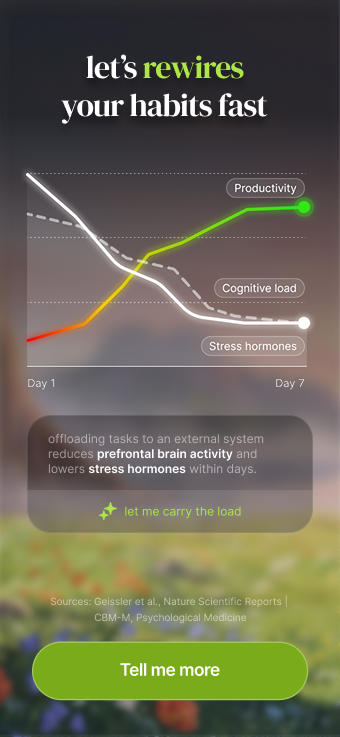 let’s rewires
your habits fast
Productivity
Cognitive load
Stress hormones
Day 1
Day 7
offloading tasks to an external system
reduces prefrontal brain activity and
lowers stress hormones within days.
let me carry the load
Sources: Geissler et al., Nature Scientific Reports |
CBM-M, Psychological Medicine
Tell me more